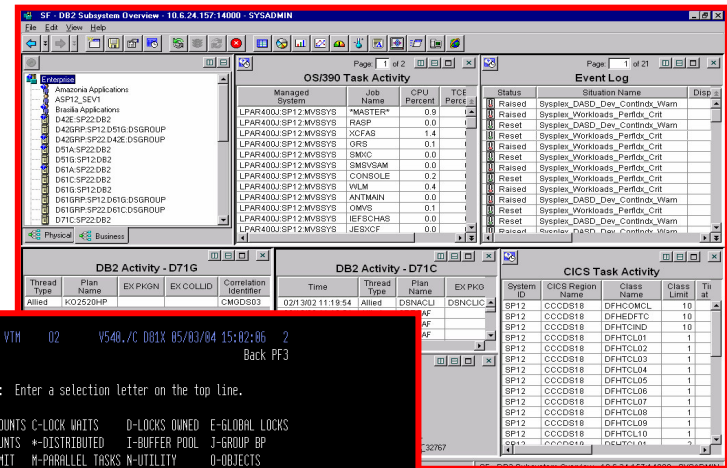 SF - DB2 Subsystem Overview - 10.6.24.157:14000 - SYSADMIN
File Edit View Help
Enterprise
Amazonia Applications
ASP12_SEV1
Brasilia Applications
D42E:SP22:DB2
D42GRP:SP22:D51G:DSGROUP
D42GRP:SP22:D42E:DSGROUP
D51A:SP22:DB2
D51G:SP12:DB2
D61A:SP22:DB2
D61C:SP22:DB2
D61G:SP12:DB2
D61GRP:SP22:D61G:DSGROUP
D61GRP:SP22:D61C:DSGROUP
D71C:SP22:DB2
Physical Business
Page: 1 of 2
OS/390 Task Activity
Managed System Job Name CPU Percent TCB
LPAR400J:SP12:MVSSYS *MASTER* 0.9
LPAR400J:SP12:MVSSYS RASP 0.0
LPAR400J:SP12:MVSSYS XCFAS 1.4
LPAR400J:SP12:MVSSYS GRS 0.1
LPAR400J:SP12:MVSSYS SMXC 0.0
LPAR400J:SP12:MVSSYS SMSVSAM 0.0
LPAR400J:SP12:MVSSYS CONSOLE 0.2
LPAR400J:SP12:MVSSYS WLM 0.4
LPAR400J:SP12:MVSSYS ANTMAIN 0.0
LPAR400J:SP12:MVSSYS OMVS 0.1
LPAR400J:SP12:MVSSYS IEFSCHAS 0.0
LPAR400J:SP12:MVSSYS JESXCF 0.0
Page: 1 of 21
Event Log
Status Situation Name Disp
Raised Sysplex_DASD_Dev_ContIndx_Warn
Raised Sysplex_Workloads_PerfIdx_Crit
Reset Sysplex_DASD_Dev_ContIndx_Warn
Reset Sysplex_Workloads_PerfIdx_Crit
Raised Sysplex_Workloads_PerfIdx_Crit
Reset Sysplex_Workloads_PerfIdx_Crit
Raised Sysplex_Workloads_PerfIdx_Crit
Raised Sysplex_DASD_Dev_ContIndx_Warn
Reset Sysplex_DASD_Dev_ContIndx_Warn
Reset Sysplex_Workloads_PerfIdx_Crit
Raised Sysplex_Workloads_PerfIdx_Crit
DB2 Activity - D71G
Thread Type Plan Name EX PKGN EX COLLID Correlation Identifier
Allied KO2520HP CMODS03
DB2 Activity - D71C
Time Thread Type Plan Name EX PKG
02/13/02 11:19:54 Allied DSNACLI DSNCLIC
CICS Task Activity
System ID CICS Region Name Class Name Class Limit
SP12 CCCDS18 DFHCOMCL 10
SP12 CCCDS18 DFHEDFTC 10
SP12 CCCDS18 DFHTCIND 10
SP12 CCCDS18 DFHTCL01 1
SP12 CCCDS18 DFHTCL02 1
SP12 CCCDS18 DFHTCL03 1
SP12 CCCDS18 DFHTCL04 1
SP12 CCCDS18 DFHTCL05 1
SP12 CCCDS18 DFHTCL06 1
SP12 CCCDS18 DFHTCL07 1
SP12 CCCDS18 DFHTCL08 1
SP12 CCCDS18 DFHTCL09 1
SP12 CCCDS18 DFHTCL10 1
_32767
VTM O2 V540./C D81X 05/03/04 15:02:06 2
Back PF3
: Enter a selection letter on the top line.
OUNTS C-LOCK WAITS D-LOCKS OWNED E-GLOBAL LOCKS
UNTS *-DISTRIBUTED I-BUFFER POOL J-GROUP BP
MIT M-PARALLEL TASKS N-UTILITY O-OBJECTS